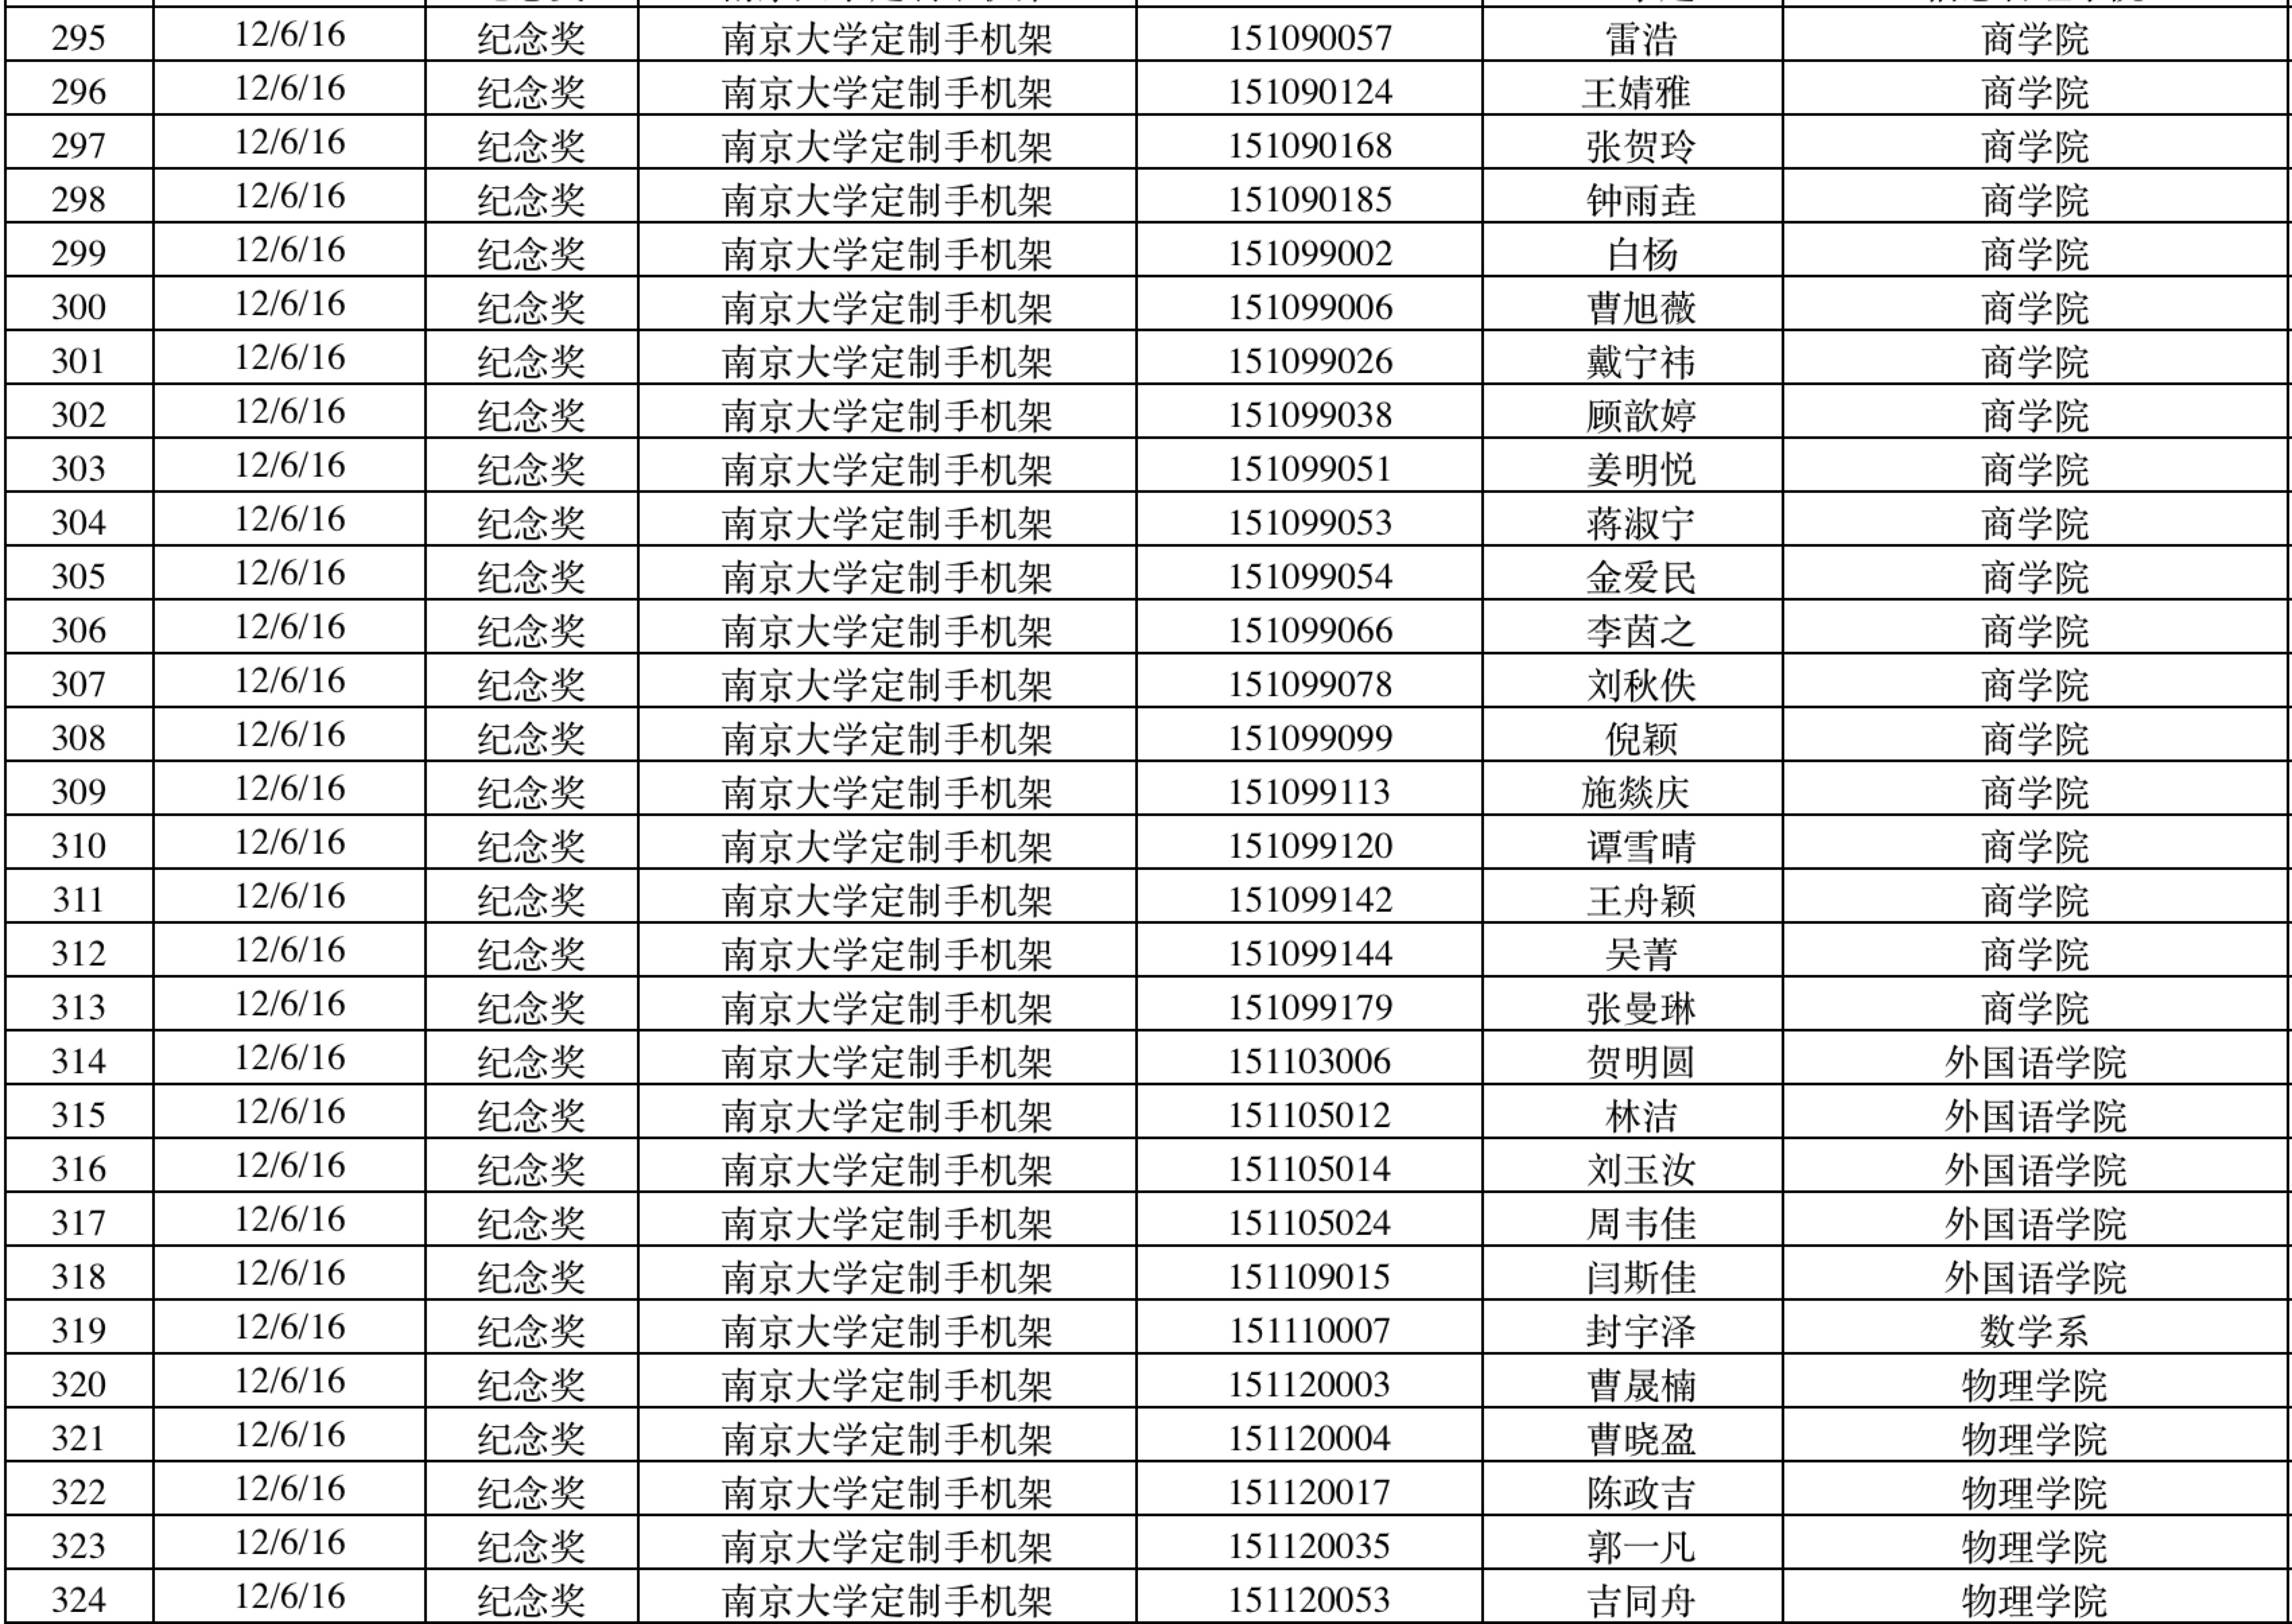 295 12/6/16 纪念奖 南京大学定制手机架 151090057 雷浩 商学院
296 12/6/16 纪念奖 南京大学定制手机架 151090124 王婧雅 商学院
297 12/6/16 纪念奖 南京大学定制手机架 151090168 张贺玲 商学院
298 12/6/16 纪念奖 南京大学定制手机架 151090185 钟雨垚 商学院
299 12/6/16 纪念奖 南京大学定制手机架 151099002 白杨 商学院
300 12/6/16 纪念奖 南京大学定制手机架 151099006 曹旭薇 商学院
301 12/6/16 纪念奖 南京大学定制手机架 151099026 戴宁祎 商学院
302 12/6/16 纪念奖 南京大学定制手机架 151099038 顾歆婷 商学院
303 12/6/16 纪念奖 南京大学定制手机架 151099051 姜明悦 商学院
304 12/6/16 纪念奖 南京大学定制手机架 151099053 蒋淑宁 商学院
305 12/6/16 纪念奖 南京大学定制手机架 151099054 金爱民 商学院
306 12/6/16 纪念奖 南京大学定制手机架 151099066 李茵之 商学院
307 12/6/16 纪念奖 南京大学定制手机架 151099078 刘秋佚 商学院
308 12/6/16 纪念奖 南京大学定制手机架 151099099 倪颖 商学院
309 12/6/16 纪念奖 南京大学定制手机架 151099113 施燚庆 商学院
310 12/6/16 纪念奖 南京大学定制手机架 151099120 谭雪晴 商学院
311 12/6/16 纪念奖 南京大学定制手机架 151099142 王舟颖 商学院
312 12/6/16 纪念奖 南京大学定制手机架 151099144 吴菁 商学院
313 12/6/16 纪念奖 南京大学定制手机架 151099179 张曼琳 商学院
314 12/6/16 纪念奖 南京大学定制手机架 151103006 贺明圆 外国语学院
315 12/6/16 纪念奖 南京大学定制手机架 151105012 林洁 外国语学院
316 12/6/16 纪念奖 南京大学定制手机架 151105014 刘玉汝 外国语学院
317 12/6/16 纪念奖 南京大学定制手机架 151105024 周韦佳 外国语学院
318 12/6/16 纪念奖 南京大学定制手机架 151109015 闫斯佳 外国语学院
319 12/6/16 纪念奖 南京大学定制手机架 151110007 封宇泽 数学系
320 12/6/16 纪念奖 南京大学定制手机架 151120003 曹晟楠 物理学院
321 12/6/16 纪念奖 南京大学定制手机架 151120004 曹晓盈 物理学院
322 12/6/16 纪念奖 南京大学定制手机架 151120017 陈政吉 物理学院
323 12/6/16 纪念奖 南京大学定制手机架 151120035 郭一凡 物理学院
324 12/6/16 纪念奖 南京大学定制手机架 151120053 吉同舟 物理学院